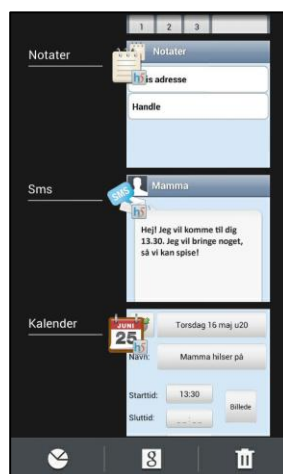 1 2 3
Notater
Notater
is adresse
Handle
Sms
SMS
Mamma
Hej! Jeg vil komme til dig
13.30. Jeg vil bringe noget,
så vi kan spise!
Kalender
JUNI
25
Torsdag 16 maj u20
Navn:
Mamma hilser på
Starttid:
13:30
Billede
Sluttid:
8